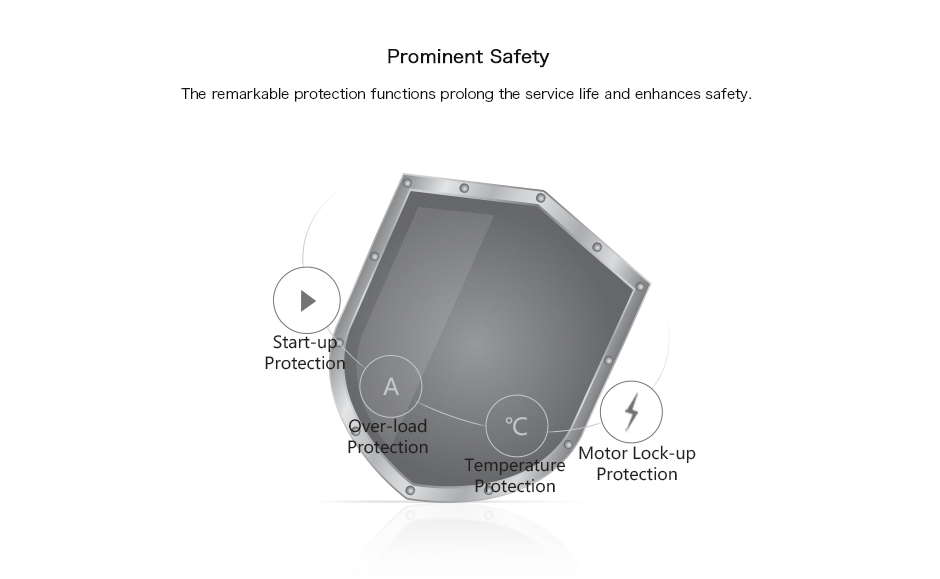 Prominent Safety
The remarkable protection functions prolong the service life and enhances safety.
Start-up
Protection
A
Over-load
Protection
℃
Temperature
Protection
Motor Lock-up
Protection